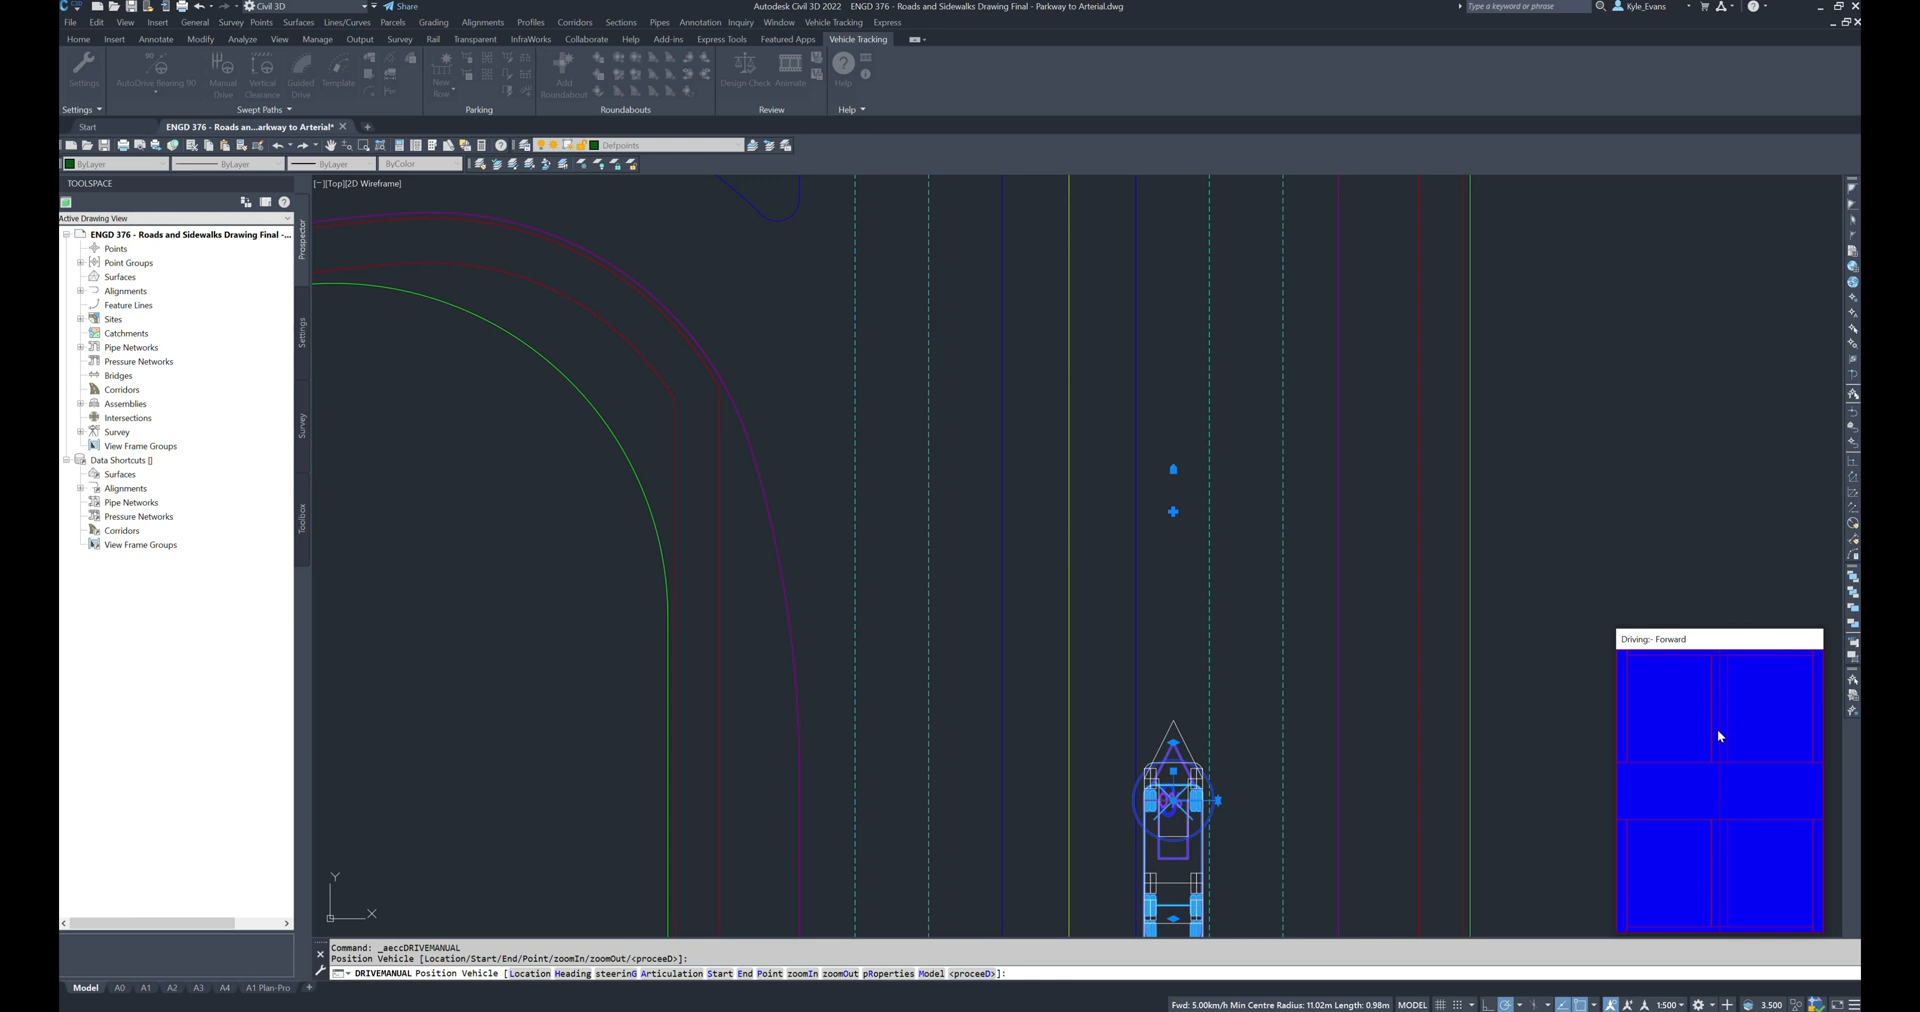 Civil 3D
Share
Autodesk Civil 3D 2022 ENGD 376 - Roads and Sidewalks Drawing Final - Parkway to Arterial.dwg
Type a keyword or phrase
Kyle_Evans
File Edit View Insert General Survey Points Surfaces Lines/Curves Parcels Grading Alignments Profiles Corridors Sections Pipes Annotation Inquiry Window Vehicle Tracking Express
Home Insert Annotate Modify Analyze View Manage Output Survey Rail Transparent InfraWorks Collaborate Help Add-ins Express Tools Featured Apps Vehicle Tracking
Settings AutoDrive Bearing 90 Manual Drive Vertical Clearance Guided Drive Template New Row Add Roundabout Design Check Animate Help
Settings Swept Paths Parking Roundabouts Review Help
Start ENGD 376 - Roads an...arkway to Arterial*
Defpoints
ByLayer ByLayer ByLayer ByColor
TOOLSPACE
[−][Top][2D Wireframe]
Active Drawing View
ENGD 376 - Roads and Sidewalks Drawing Final -...
Points
Point Groups
Surfaces
Alignments
Feature Lines
Sites
Catchments
Pipe Networks
Pressure Networks
Bridges
Corridors
Assemblies
Intersections
Survey
View Frame Groups
Data Shortcuts []
Surfaces
Alignments
Pipe Networks
Pressure Networks
Corridors
View Frame Groups
Prospector
Settings
Survey
Toolbox
Driving:- Forward
Y
X
Command: _aeccDRIVEMANUAL
Position Vehicle [Location/Start/End/Point/zoomIn/zoomOut/<proceeD>]:
DRIVEMANUAL Position Vehicle [Location Heading steerinG Articulation Start End Point zoomIn zoomOut pRoperties Model <proceeD>]:
Model A0 A1 A2 A3 A4 A1 Plan-Pro
Fwd: 5.00km/h Min Centre Radius: 11.02m Length: 0.98m MODEL 1:500 3.500